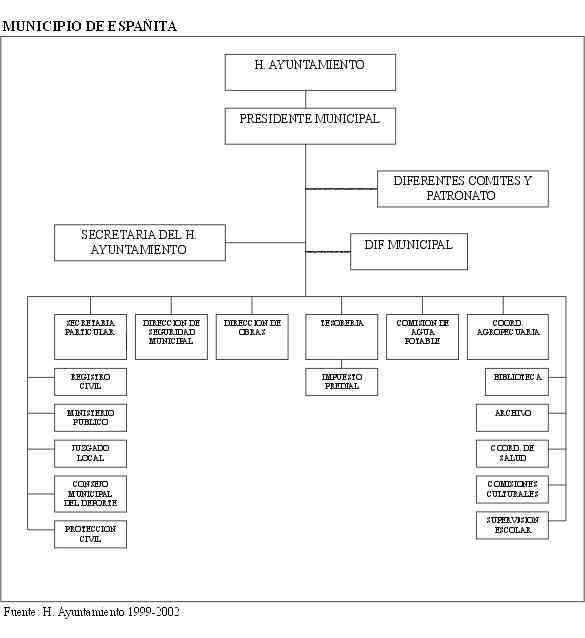 MUNICIPIO DE ESPAÑITA
H. AYUNTAMIENTO
PRESIDENTE MUNICIPAL
DIFERENTES COMITES Y
PATRONATO
SECRETARIA DEL H.
AYUNTAMIENTO
DIF MUNICIPAL
SECRETARIA
PARTICULAR
DIRECCION DE
SEGURIDAD
MUNICIPAL
DIRECCION DE
OBRAS
TESORERIA
COMISION DE
AGUA
POTABLE
COORD.
AGROPECUARIA
REGISTRO
CIVIL
IMPUESTO
PREDIAL
BIBLIOTECA
MINISTERIO
PUBLICO
ARCHIVO
JUZGADO
LOCAL
COORD. DE
SALUD
CONSEJO
MUNICIPAL
DEL DEPORTE
COMISIONES
CULTURALES
PROTECCION
CIVIL
SUPERVISION
ESCOLAR
Fuente: H. Ayuntamiento 1999-2002